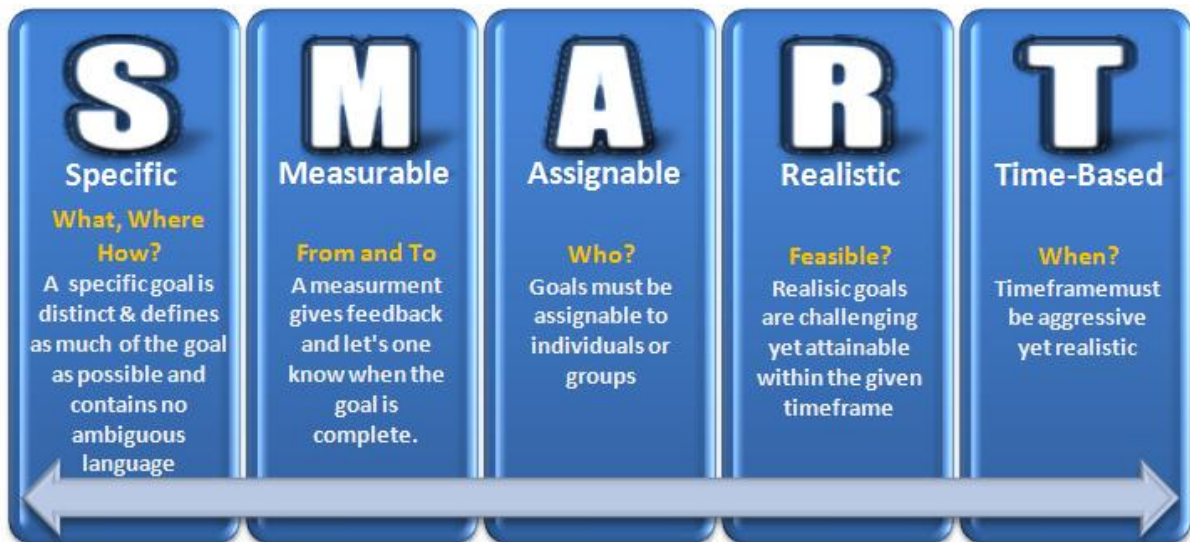 S
Specific
What, Where
How?
A specific goal is
distinct & defines
as much of the goal
as possible and
contains no
ambiguous
language
M
Measurable
From and To
A measurment
gives feedback
and let's one
know when the
goal is
complete.
A
Assignable
Who?
Goals must be
assignable to
individuals or
groups
R
Realistic
Feasible?
Realisic goals
are challenging
yet attainable
within the given
timeframe
T
Time-Based
When?
Timeframemust
be aggressive
yet realistic